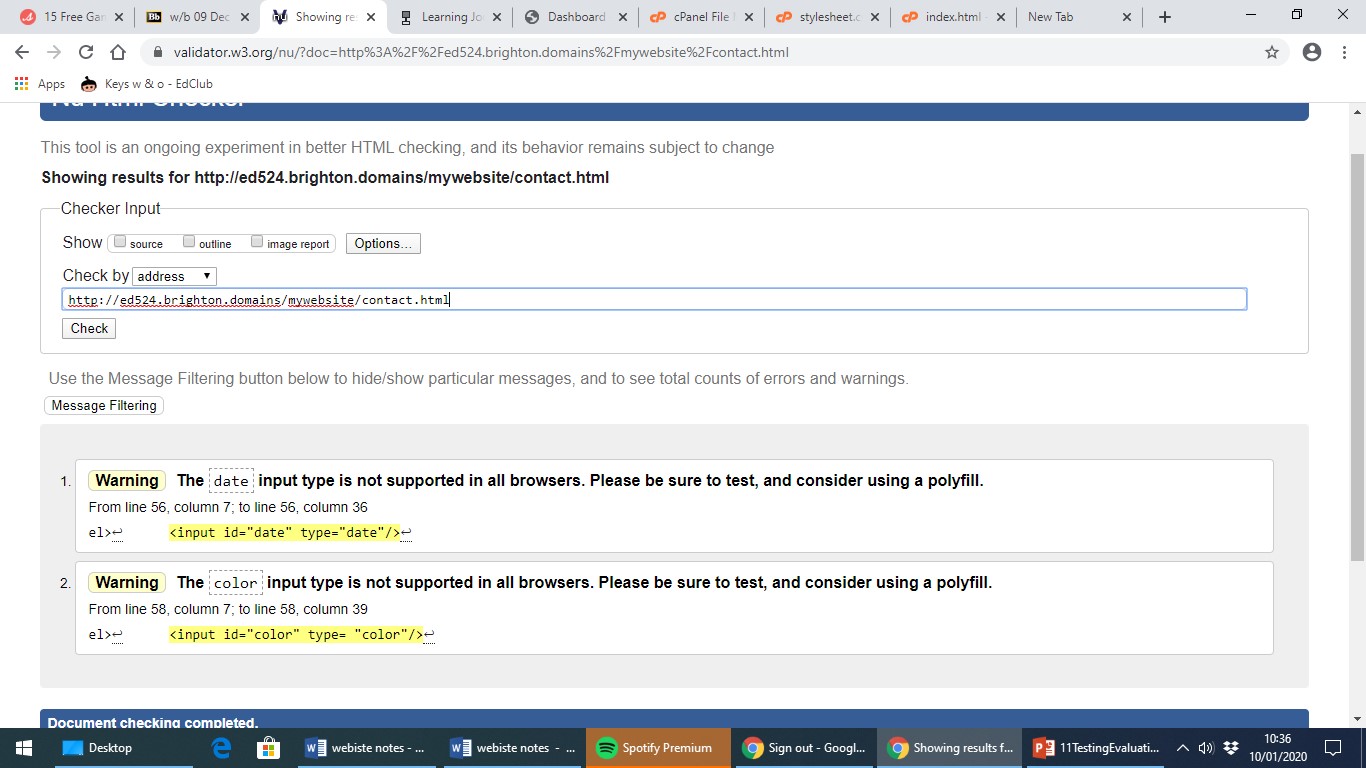 15 Free Gar
w/b 09 Dec
Showing re
Learning Jo
Dashboard
cPanel File
stylesheet.c
index.html
New Tab
validator.w3.org/nu/?doc=http%3A%2F%2Fed524.brighton.domains%2Fmywebsite%2Fcontact.html
Apps Keys w & o - EdClub
Nu Html Checker
This tool is an ongoing experiment in better HTML checking, and its behavior remains subject to change
Showing results for http://ed524.brighton.domains/mywebsite/contact.html
Checker Input
Show source outline image report Options...
Check by address
http://ed524.brighton.domains/mywebsite/contact.html
Check
Use the Message Filtering button below to hide/show particular messages, and to see total counts of errors and warnings.
Message Filtering
1. Warning The date input type is not supported in all browsers. Please be sure to test, and consider using a polyfill.
From line 56, column 7; to line 56, column 36
el>↩ <input id="date" type="date"/>↩
2. Warning The color input type is not supported in all browsers. Please be sure to test, and consider using a polyfill.
From line 58, column 7; to line 58, column 39
el>↩ <input id="color" type= "color"/>↩
Document checking completed.
Desktop
webiste notes - ...
webiste notes - ...
Spotify Premium
Sign out - Googl...
Showing results f...
11TestingEvaluati...
10:36
10/01/2020